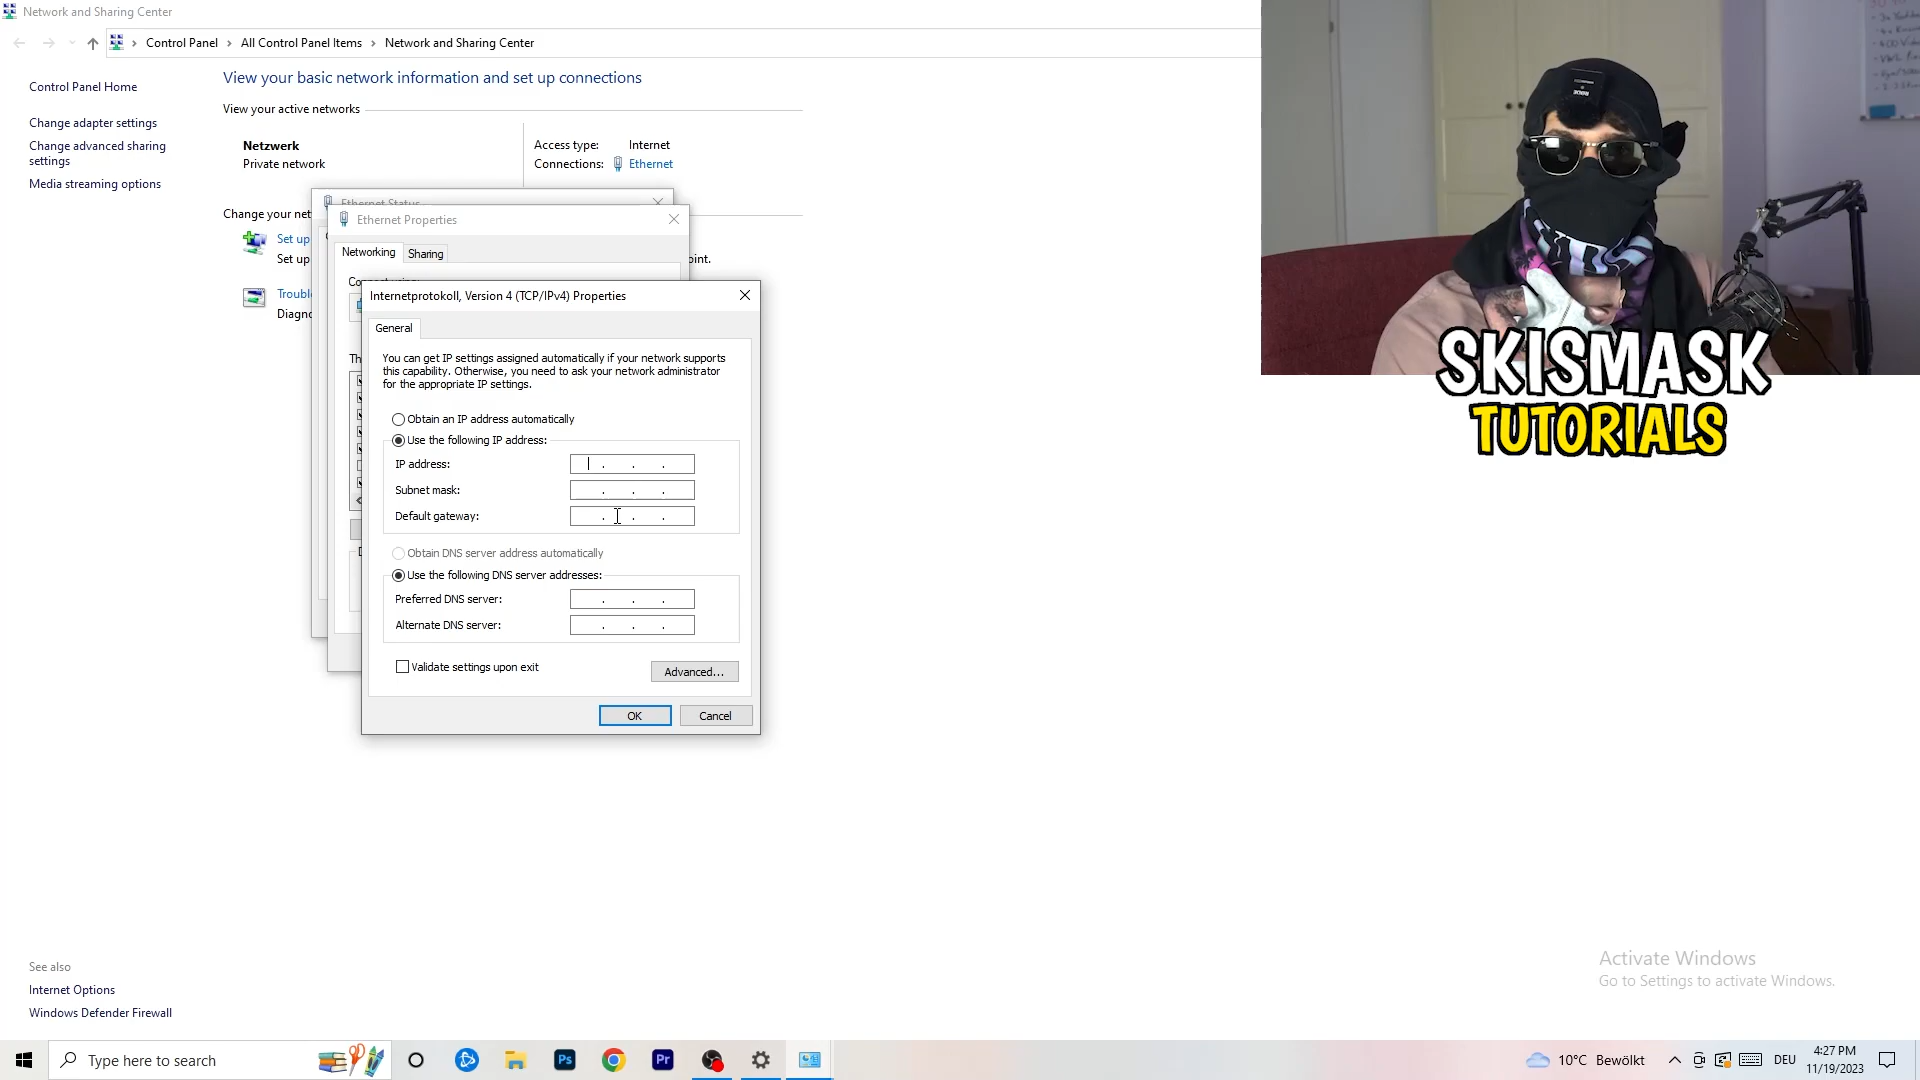 Network and Sharing Center
Control Panel > All Control Panel Items > Network and Sharing Center
Control Panel Home
Change adapter settings
Change advanced sharing
settings
Media streaming options
View your basic network information and set up connections
View your active networks
Netzwerk
Private network
Access type: Internet
Connections: Ethernet
Change your net
Set up
Set up
oint.
Troubl
Diagno
Ethernet Status
Ethernet Properties
Networking
Sharing
Internetprotokoll, Version 4 (TCP/IPv4) Properties
General
You can get IP settings assigned automatically if your network supports
this capability. Otherwise, you need to ask your network administrator
for the appropriate IP settings.
Obtain an IP address automatically
Use the following IP address:
IP address:
Subnet mask:
Default gateway:
Obtain DNS server address automatically
Use the following DNS server addresses:
Preferred DNS server:
Alternate DNS server:
Validate settings upon exit
Advanced...
OK
Cancel
SKISMASK
TUTORIALS
RODE
See also
Internet Options
Windows Defender Firewall
Activate Windows
Go to Settings to activate Windows.
Type here to search
Ps
Pr
10°C Bewölkt
DEU
4:27 PM
11/19/2023